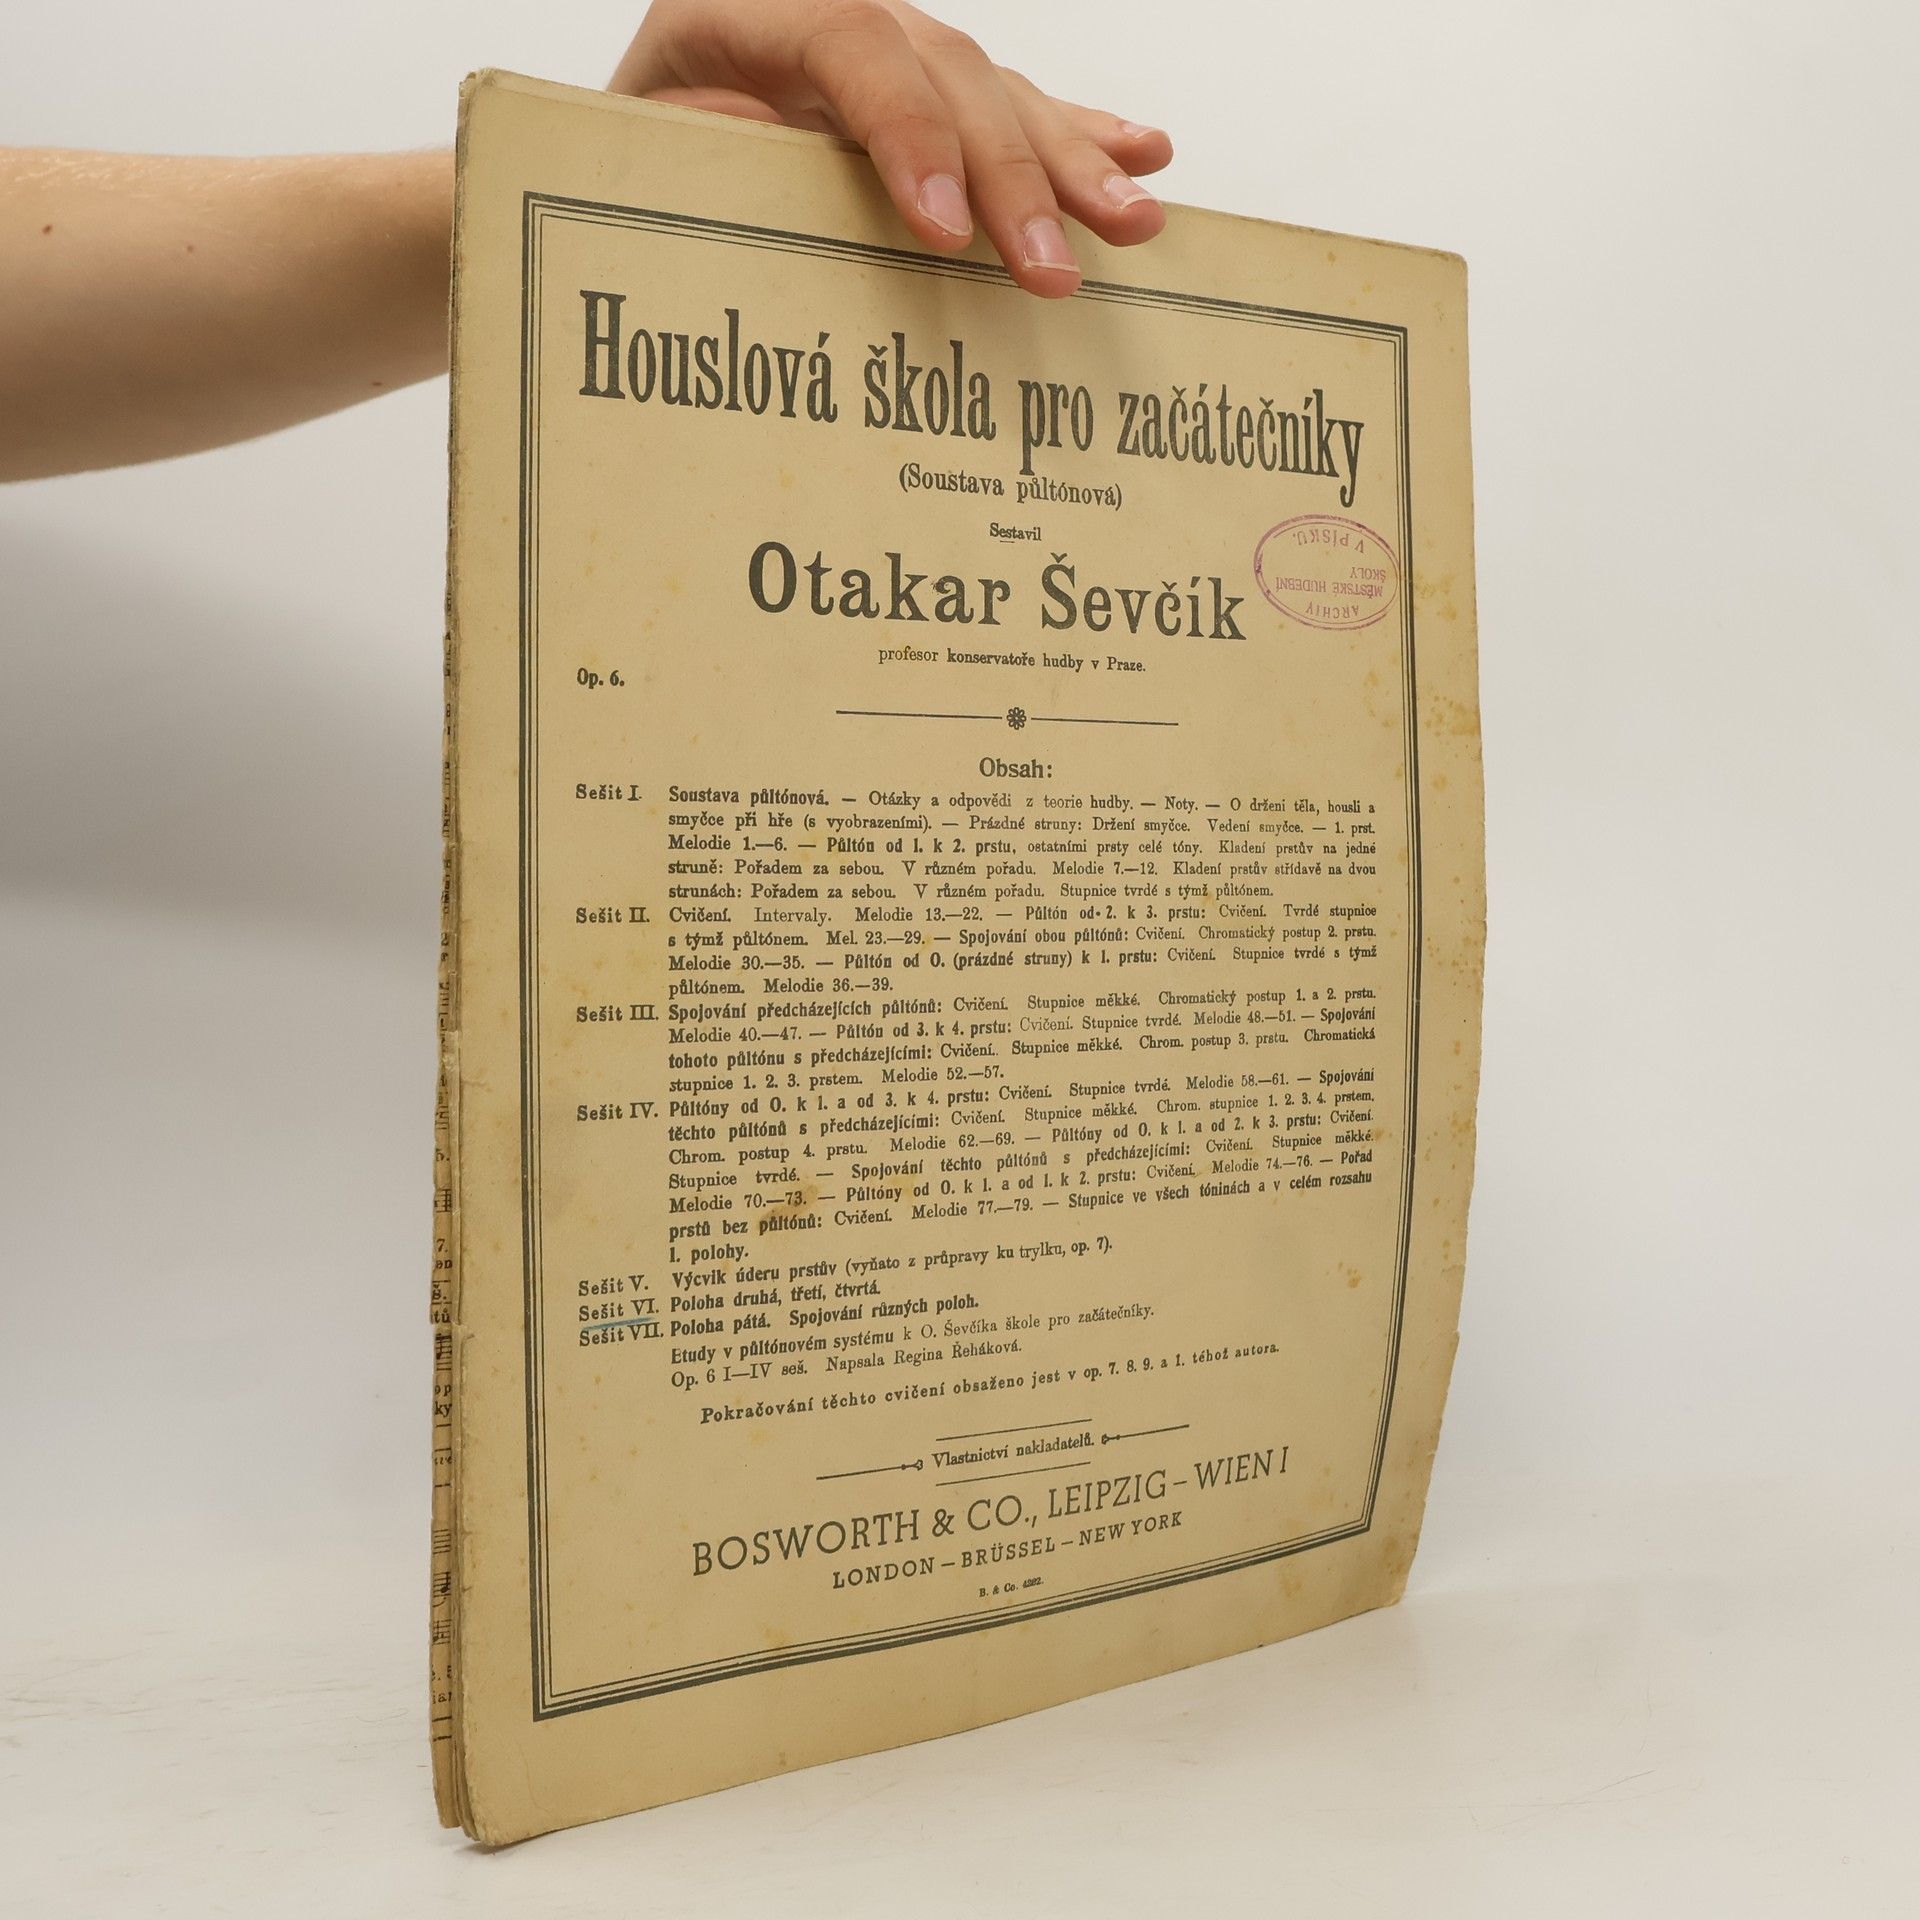 Houslová škola pro začátečníky
(Soustava půltónová)
Sestavil
Otakar Ševčík
profesor konservatoře hudby v Praze.
ARCHIV
MĚSTSKÉ HUDEBNÍ
ŠKOLY
V PÍSKU.
Op. 6.
Obsah:
Sešit I. Soustava půltónová. — Otázky a odpovědi z teorie hudby. — Noty. — O držení těla, housli a
smyčce při hře (s vyobrazeními). — Prázdné struny: Držení smyčce. Vedení smyčce. — 1. prst.
Melodie 1.—6. — Půltón od 1. k 2. prstu, ostatními prsty celé tóny. Kladení prstův na jedné
struně: Pořadem za sebou. V různém pořadu. Melodie 7.—12. Kladení prstův střídavě na dvou
strunách: Pořadem za sebou. V různém pořadu. Stupnice tvrdé s týmž půltónem.
Sešit II. Cvičení. Intervaly. Melodie 13.—22. — Půltón od 2. k 3. prstu: Cvičení. Tvrdé stupnice
s týmž půltónem. Mel. 23.—29. — Spojování obou půltónů: Cvičení. Chromatický postup 2. prstu.
Melodie 30.—35. — Půltón od 0. (prázdné struny) k 1. prstu: Cvičení. Stupnice tvrdé s týmž
půltónem. Melodie 36.—39.
Sešit III. Spojování předcházejících půltónů: Cvičení. Stupnice měkké. Chromatický postup 1. a 2. prstu.
Melodie 40.—47. — Půltón od 3. k 4. prstu: Cvičení. Stupnice tvrdé. Melodie 48.—51. — Spojování
tohoto půltónu s předcházejícími: Cvičení. Stupnice měkké. Chrom. postup 3. prstu. Chromatická
stupnice 1. 2. 3. prstem. Melodie 52.—57.
Sešit IV. Půltóny od 0. k 1. a od 3. k 4. prstu: Cvičení. Stupnice tvrdé. Melodie 58.—61. — Spojování
těchto půltónů s předcházejícími: Cvičení. Stupnice měkké. Chrom. stupnice 1. 2. 3. 4. prstem.
Chrom. postup 4. prstu. Melodie 62.—69. — Půltóny od 0. k 1. a od 2. k 3. prstu: Cvičení.
Stupnice tvrdé. — Spojování těchto půltónů s předcházejícími: Cvičení. Stupnice měkké.
Melodie 70.—73. — Půltóny od 0. k 1. a od 1. k 2. prstu: Cvičení. Melodie 74.—76. — Pořad
prstů bez půltónů: Cvičení. Melodie 77.—79. — Stupnice ve všech tóninách a v celém rozsahu
1. polohy.
Sešit V. Výcvik úderu prstův (vyňato z průpravy ku trylku, op. 7).
Sešit VI. Poloha druhá, třetí, čtvrtá.
Sešit VII. Poloha pátá. Spojování různých poloh.
Etudy v půltónovém systému k O. Ševčíka škole pro začátečníky.
Op. 6 I—IV seš. Napsala Regina Řeháková.
Pokračování těchto cvičení obsaženo jest v op. 7. 8. 9. a 1. téhož autora.
Vlastnictví nakladatelů.
BOSWORTH & CO., LEIPZIG – WIEN I
LONDON – BRÜSSEL – NEW YORK
B. & Co.